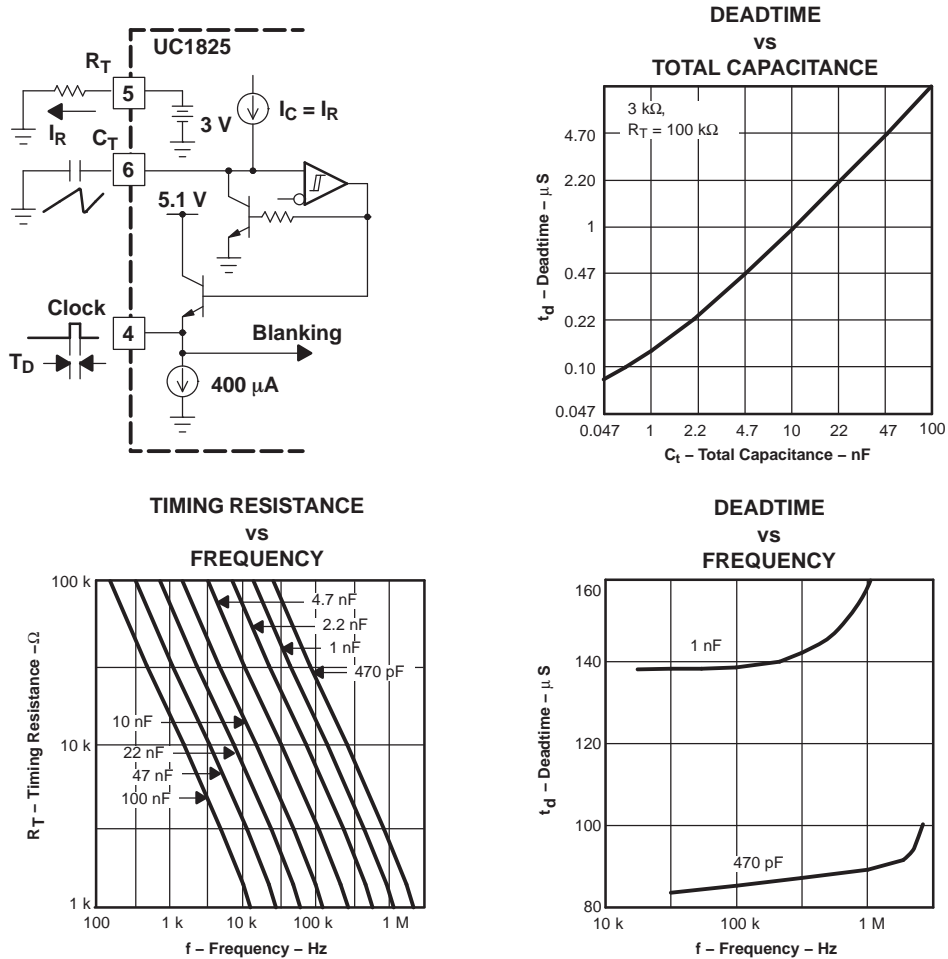 UC1825
R_T
5
I_R
3 V
I_C = I_R
C_T
6
5.1 V
Clock
4
T_D
Blanking
400 μA
DEADTIME
vs
TOTAL CAPACITANCE
3 kΩ,
R_T = 100 kΩ
t_d – Deadtime – μ S
4.70
2.20
1
0.47
0.22
0.10
0.047
0.047 1 2.2 4.7 10 22 47 100
C_t – Total Capacitance – nF
TIMING RESISTANCE
vs
FREQUENCY
R_T – Timing Resistance –Ω
100 k
10 k
1 k
4.7 nF
2.2 nF
1 nF
470 pF
10 nF
22 nF
47 nF
100 nF
100 1 k 10 k 100 k 1 M
f – Frequency – Hz
DEADTIME
vs
FREQUENCY
t_d – Deadtime – μ S
160
140
120
100
80
1 nF
470 pF
10 k 100 k 1 M
f – Frequency – Hz